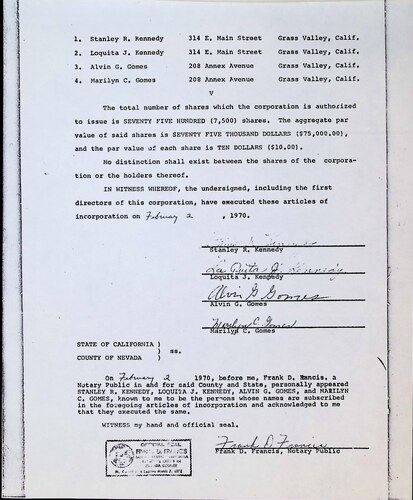 1. Stanley R. Kennedy 314 E. Main Street Grass Valley, Calif.
2. Loquita J. Kennedy 314 E. Main Street Grass Valley, Calif.
3. Alvin G. Gomes 208 Annex Avenue Grass Valley, Calif.
4. Marilyn C. Gomes 208 Annex Avenue Grass Valley, Calif.
V
The total number of shares which the corporation is authorized
to issue is SEVENTY FIVE HUNDRED (7,500) shares. The aggregate par
value of said shares is SEVENTY FIVE THOUSAND DOLLARS ($75,000.00),
and the par value of each share is TEN DOLLARS ($10.00).
No distinction shall exist between the shares of the corpora-
tion or the holders thereof.
IN WITNESS WHEREOF, the undersigned, including the first
directors of this corporation, have executed these articles of
incorporation on February 2 , 1970.
Kennedy
Stanley R. Kennedy
La Quita J. Kennedy
Loquita J. Kennedy
Alvin G Gomes
Alvin G. Gomes
Marilyn C. Gomes
Marilyn C. Gomes
STATE OF CALIFORNIA )
) ss.
COUNTY OF NEVADA )
On February 2 1970, before me, Frank D. Francis, a
Notary Public in and for said County and State, personally appeared
STANLEY R. KENNEDY, LOQUITA J. KENNEDY, ALVIN G. GOMES, and MARILYN
C. GOMES, known to me to be the persons whose names are subscribed
in the foregoing articles of incorporation and acknowledged to me
that they executed the same.
WITNESS my hand and official seal.
Frank D. Francis
Frank D. Francis, Notary Public
OFFICIAL SEAL
FRANK D. FRANCIS